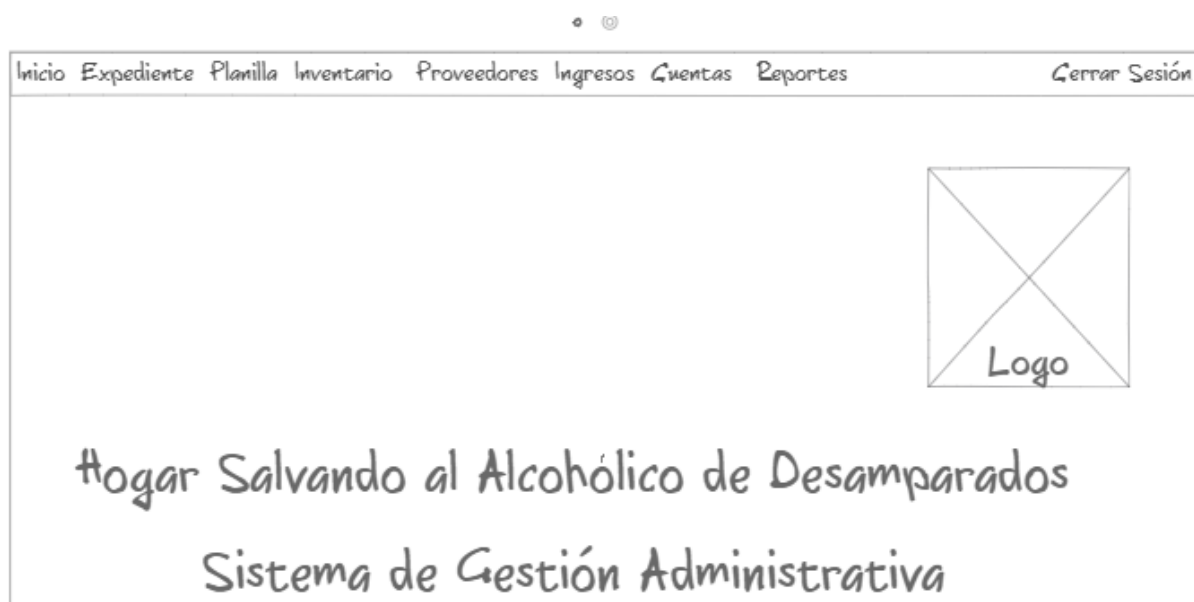 Inicio Expediente Planilla Inventario Proveedores Ingresos Cuentas Reportes Cerrar Sesión
Logo
Hogar Salvando al Alcohólico de Desamparados
Sistema de Gestión Administrativa